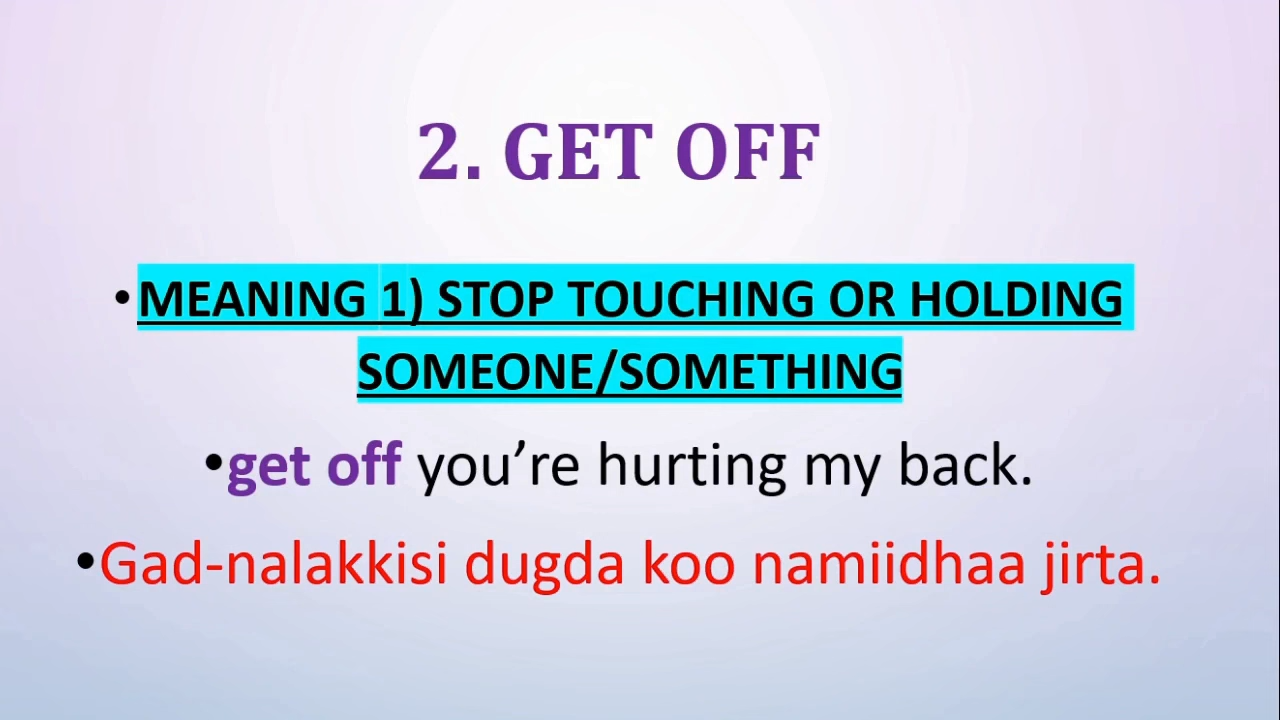 2. GET OFF
• MEANING 1) STOP TOUCHING OR HOLDING
SOMEONE/SOMETHING
•get off you’re hurting my back.
•Gad-nalakkisi dugda koo namiidhaa jirta.